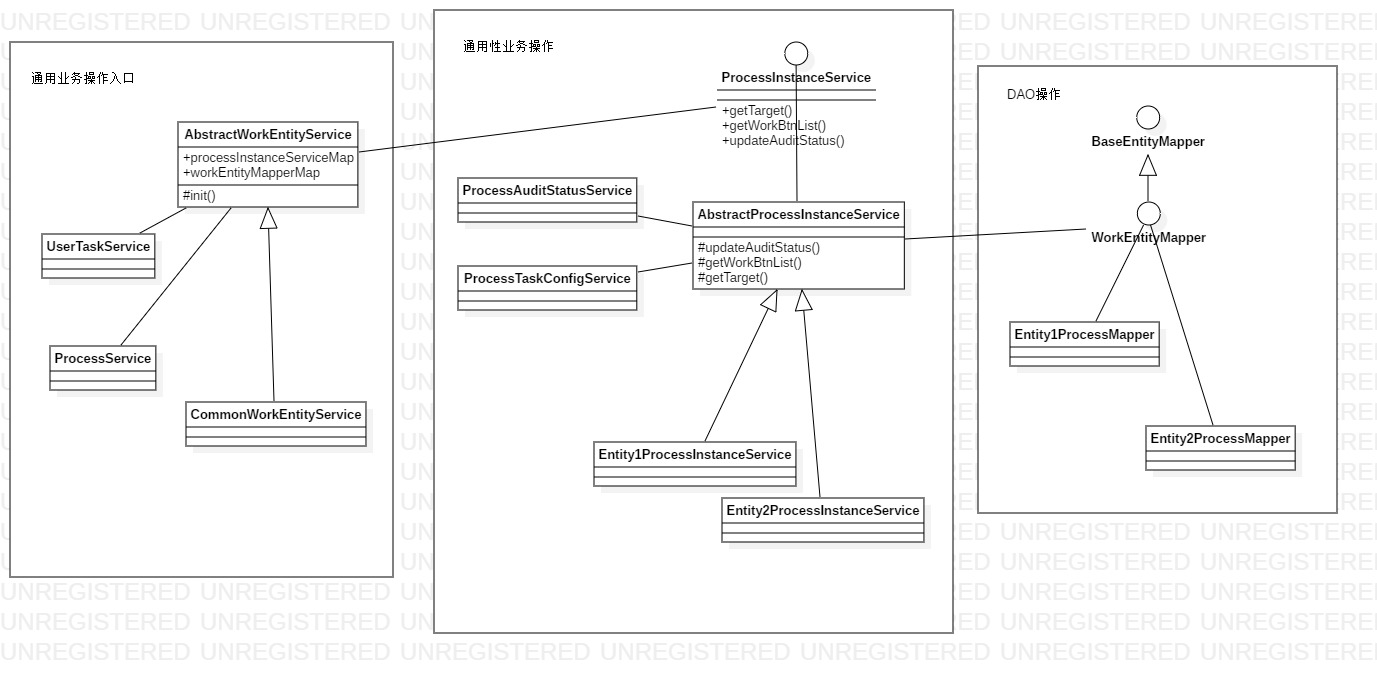 通用业务操作入口
AbstractWorkEntityService
+processInstanceServiceMap
+workEntityMapperMap
#init()
UserTaskService
ProcessService
CommonWorkEntityService
通用性业务操作
ProcessInstanceService
+getTarget()
+getWorkBtnList()
+updateAuditStatus()
ProcessAuditStatusService
AbstractProcessInstanceService
#updateAuditStatus()
#getWorkBtnList()
#getTarget()
ProcessTaskConfigService
Entity1ProcessInstanceService
Entity2ProcessInstanceService
DAO操作
BaseEntityMapper
WorkEntityMapper
Entity1ProcessMapper
Entity2ProcessMapper
UNREGISTERED UNREGISTERED UNREGISTERED UNREGISTERED UNREGISTERED UNREGISTERED UNREGISTERED